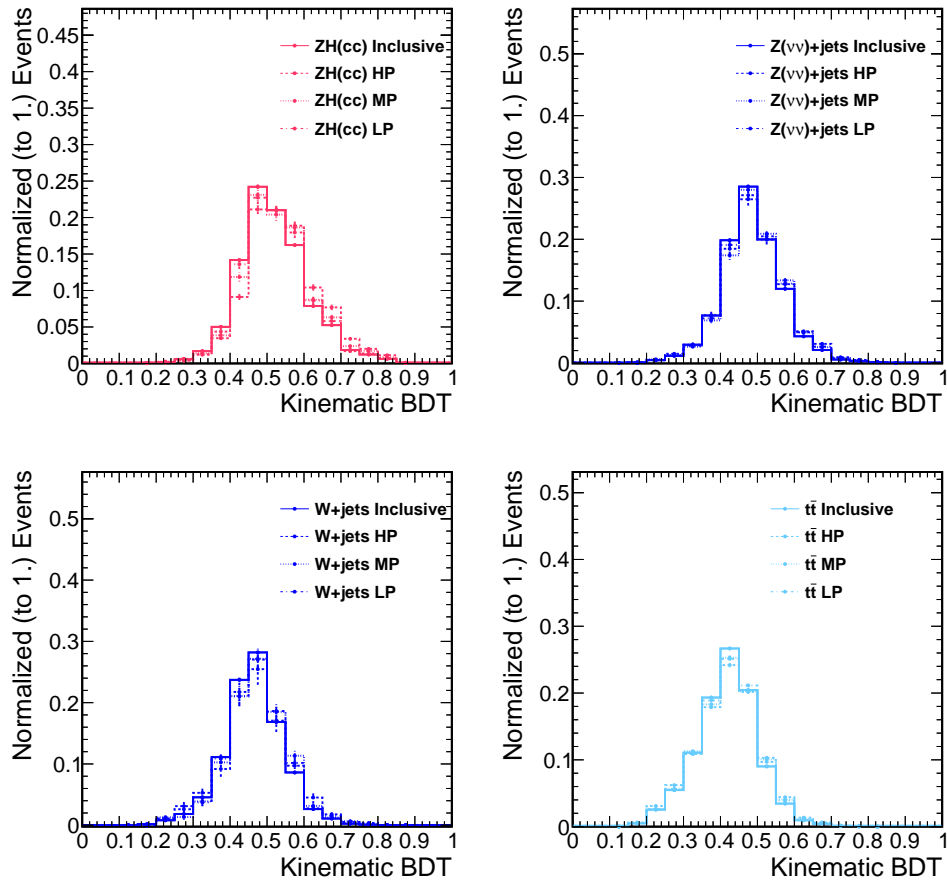 Normalized (to 1.) Events
0.45
0.4
0.35
0.3
0.25
0.2
0.15
0.1
0.05
0
ZH(cc) Inclusive
ZH(cc) HP
ZH(cc) MP
ZH(cc) LP
0 0.1 0.2 0.3 0.4 0.5 0.6 0.7 0.8 0.9 1
Kinematic BDT
Normalized (to 1.) Events
0.5
0.4
0.3
0.2
0.1
0
Z(νν)+jets Inclusive
Z(νν)+jets HP
Z(νν)+jets MP
Z(νν)+jets LP
0 0.1 0.2 0.3 0.4 0.5 0.6 0.7 0.8 0.9 1
Kinematic BDT
Normalized (to 1.) Events
0.5
0.4
0.3
0.2
0.1
0
W+jets Inclusive
W+jets HP
W+jets MP
W+jets LP
0 0.1 0.2 0.3 0.4 0.5 0.6 0.7 0.8 0.9 1
Kinematic BDT
Normalized (to 1.) Events
0.5
0.4
0.3
0.2
0.1
0
tt̄ Inclusive
tt̄ HP
tt̄ MP
tt̄ LP
0 0.1 0.2 0.3 0.4 0.5 0.6 0.7 0.8 0.9 1
Kinematic BDT